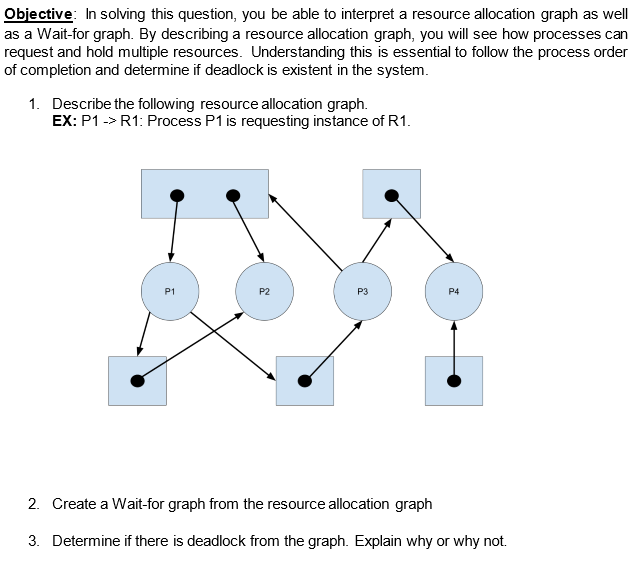 Objective: In solving this question, you be able to interpret a resource allocation graph as well
as a Wait-for graph. By describing a resource allocation graph, you will see how processes can
request and hold multiple resources. Understanding this is essential to follow the process order
of completion and determine if deadlock is existent in the system.
1. Describe the following resource allocation graph.
EX: P1 -> R1: Process P1 is requesting instance of R1.
P1 P2 P3 P4
2. Create a Wait-for graph from the resource allocation graph
3. Determine if there is deadlock from the graph. Explain why or why not.